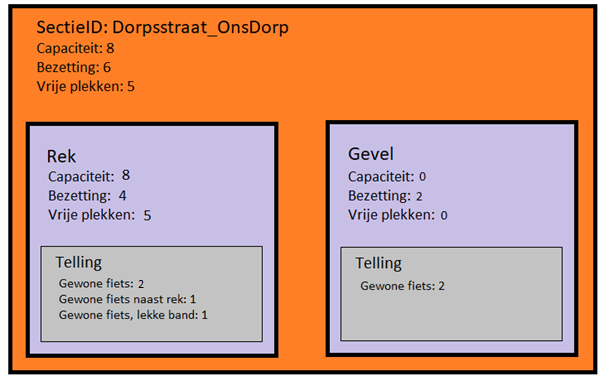 SectieID: Dorpsstraat_OnsDorp
Capaciteit: 8
Bezetting: 6
Vrije plekken: 5
Rek
Capaciteit: 8
Bezetting: 4
Vrije plekken: 5
Telling
Gewone fiets: 2
Gewone fiets naast rek: 1
Gewone fiets, lekke band: 1
Gevel
Capaciteit: 0
Bezetting: 2
Vrije plekken: 0
Telling
Gewone fiets: 2